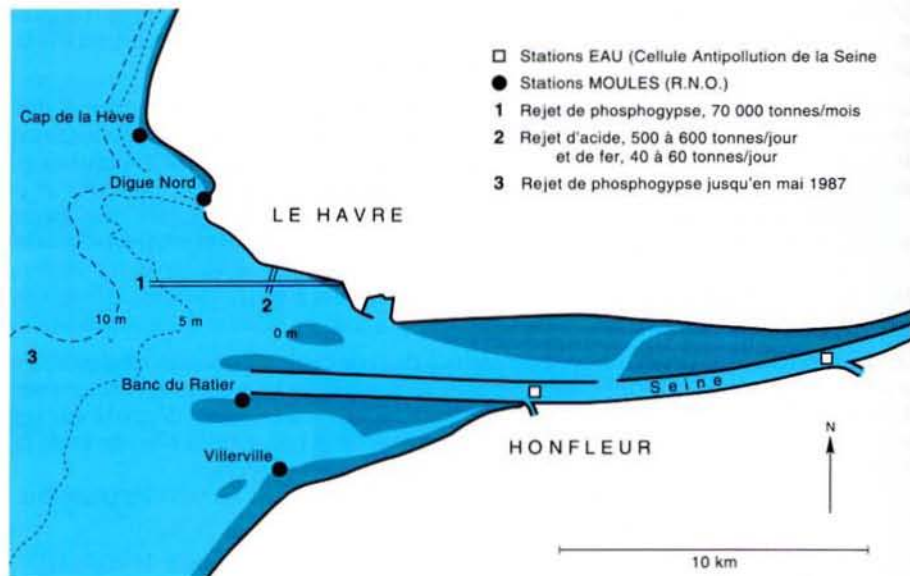 Stations EAU (Cellule Antipollution de la Seine
Stations MOULES (R.N.O.)
1 Rejet de phosphogypse, 70 000 tonnes/mois
2 Rejet d'acide, 500 à 600 tonnes/jour
et de fer, 40 à 60 tonnes/jour
3 Rejet de phosphogypse jusqu'en mai 1987
Cap de la Hève
Digue Nord
LE HAVRE
1
2
10 m
5 m
0 m
3
Banc du Ratier
Seine
HONFLEUR
Villerville
N
10 km